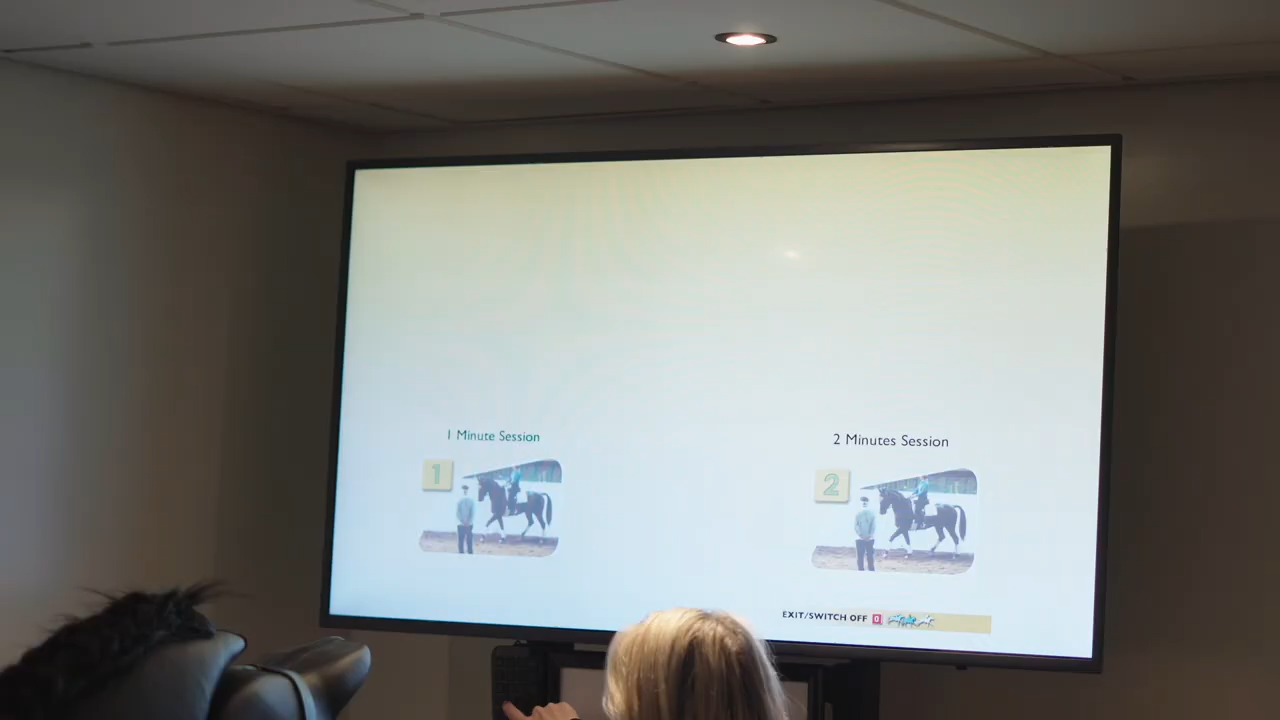 1 Minute Session
1
2 Minutes Session
2
EXIT/SWITCH OFF 0